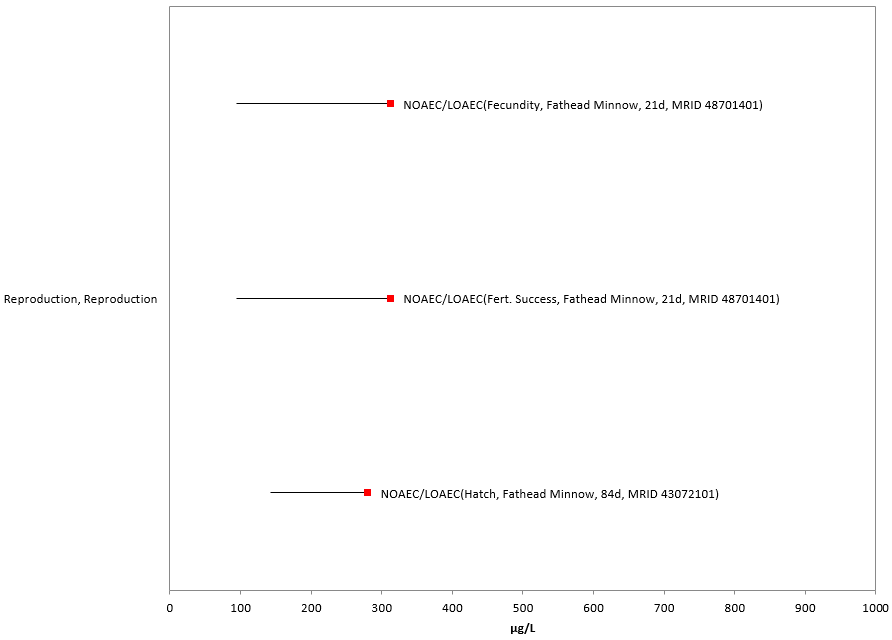 NOAEC/LOAEC(Fecundity, Fathead Minnow, 21d, MRID 48701401)
Reproduction, Reproduction
NOAEC/LOAEC(Fert. Success, Fathead Minnow, 21d, MRID 48701401)
NOAEC/LOAEC(Hatch, Fathead Minnow, 84d, MRID 43072101)
0 100 200 300 400 500 600 700 800 900 1000
µg/L